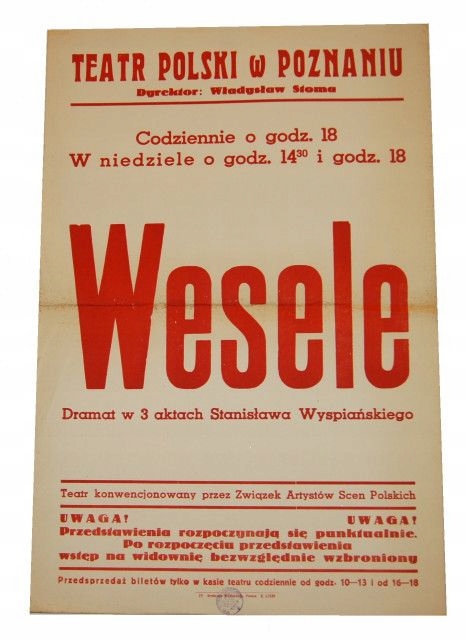 TEATR POLSKI w POZNANIU
Dyrektor: Władysław Stoma
Codziennie o godz. 18
W niedziele o godz. 14³⁰ i godz. 18
Wesele
Dramat w 3 aktach Stanisława Wyspiańskiego
Teatr konwencjonowany przez Związek Artystów Scen Polskich
UWAGA! UWAGA!
Przedstawienia rozpoczynają się punktualnie.
Po rozpoczęciu przedstawienia
wstęp na widownię bezwzględnie wzbroniony
Przedsprzedaż biletów tylko w kasie teatru codziennie od godz. 10—13 i od 16—18